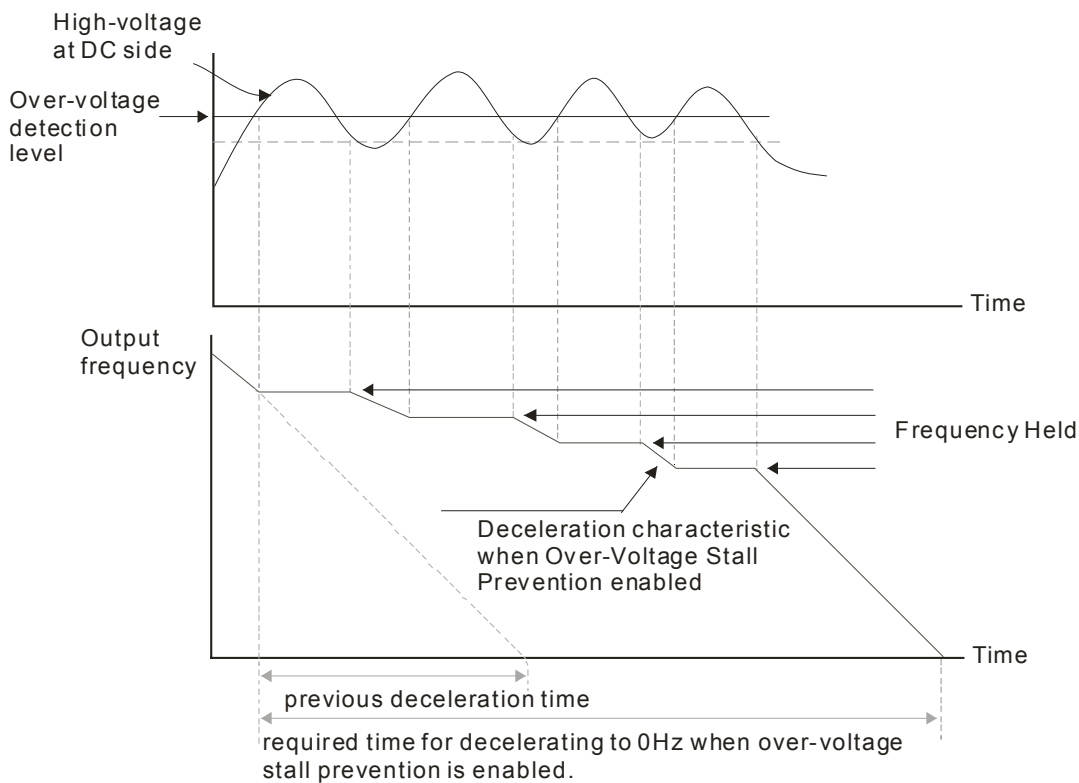 High-voltage
at DC side
Over-voltage
detection
level
Time
Output
frequency
Frequency Held
Deceleration characteristic
when Over-Voltage Stall
Prevention enabled
Time
previous deceleration time
required time for decelerating to 0Hz when over-voltage
stall prevention is enabled.